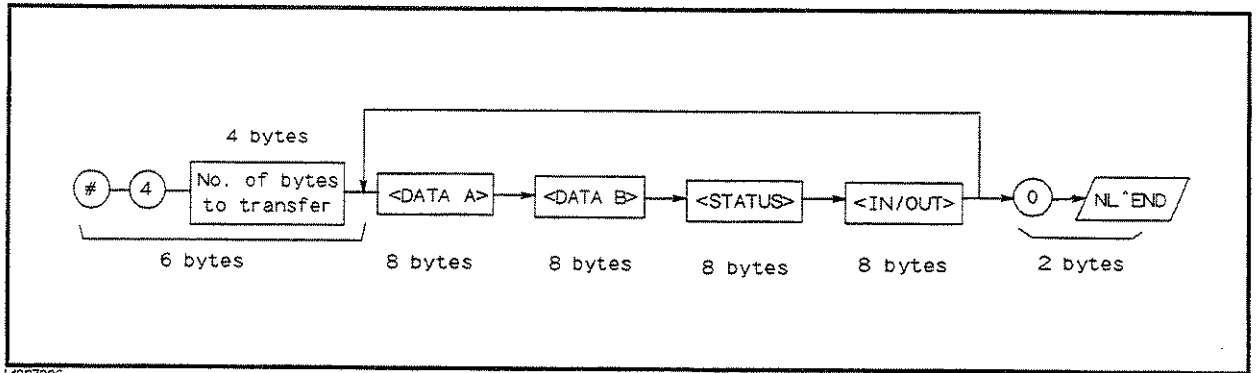 4 bytes
# 4 No. of bytes to transfer <DATA A> <DATA B> <STATUS> <IN/OUT> 0 NL^END
6 bytes 8 bytes 8 bytes 8 bytes 8 bytes 2 bytes